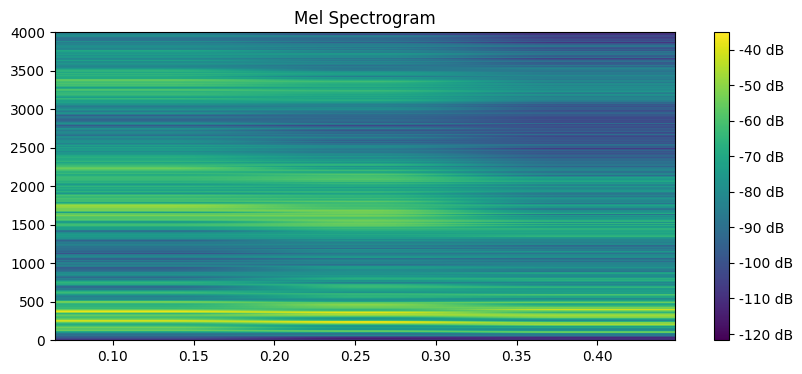 Mel Spectrogram
4000
3500
3000
2500
2000
1500
1000
500
0
0.10 0.15 0.20 0.25 0.30 0.35 0.40
-40 dB
-50 dB
-60 dB
-70 dB
-80 dB
-90 dB
-100 dB
-110 dB
-120 dB